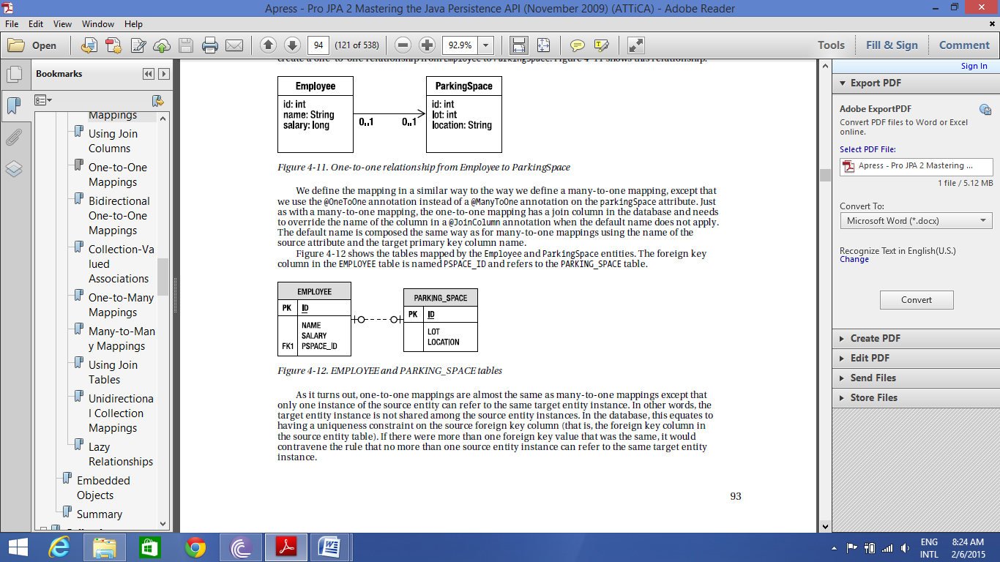 Apress - Pro JPA 2 Mastering the Java Persistence API (November 2009) (ATTiCA) - Adobe Reader
File Edit View Window Help
Open
94 (121 of 538)
92.9%
Tools Fill & Sign Comment
Bookmarks
Mappings
Using Join
Columns
One-to-One
Mappings
Bidirectional
One-to-One
Mappings
Collection-Va
lued
Associations
One-to-Many
Mappings
Many-to-Man
y Mappings
Using Join
Tables
Unidirectiona
l Collection
Mappings
Lazy
Relationships
Embedded
Objects
Summary
create a one-to-one relationship from Employee to ParkingSpace. Figure 4-11 shows this relationship.
Employee
id: int
name: String
salary: long
0..1 0..1
ParkingSpace
id: int
lot: int
location: String
Figure 4-11. One-to-one relationship from Employee to ParkingSpace
We define the mapping in a similar way to the way we define a many-to-one mapping, except that
we use the @OneToOne annotation instead of a @ManyToOne annotation on the parkingSpace attribute. Just
as with a many-to-one mapping, the one-to-one mapping has a join column in the database and needs
to override the name of the column in a @JoinColumn annotation when the default name does not apply.
The default name is composed the same way as for many-to-one mappings using the name of the
source attribute and the target primary key column name.
Figure 4-12 shows the tables mapped by the Employee and ParkingSpace entities. The foreign key
column in the EMPLOYEE table is named PSPACE_ID and refers to the PARKING_SPACE table.
EMPLOYEE
PK ID
NAME
SALARY
FK1 PSPACE_ID
PARKING_SPACE
PK ID
LOT
LOCATION
Figure 4-12. EMPLOYEE and PARKING_SPACE tables
As it turns out, one-to-one mappings are almost the same as many-to-one mappings except that
only one instance of the source entity can refer to the same target entity instance. In other words, the
target entity instance is not shared among the source entity instances. In the database, this equates to
having a uniqueness constraint on the source foreign key column (that is, the foreign key column in
the source entity table). If there were more than one foreign key value that was the same, it would
contravene the rule that no more than one source entity instance can refer to the same target entity
instance.
93
Sign In
Export PDF
Adobe ExportPDF
Convert PDF files to Word or Excel
online.
Select PDF File:
Apress - Pro JPA 2 Mastering ...
1 file / 5.12 MB
Convert To:
Microsoft Word (*.docx)
Recognize Text in English(U.S.)
Change
Convert
Create PDF
Edit PDF
Send Files
Store Files
ENG
INTL
8:24 AM
2/6/2015